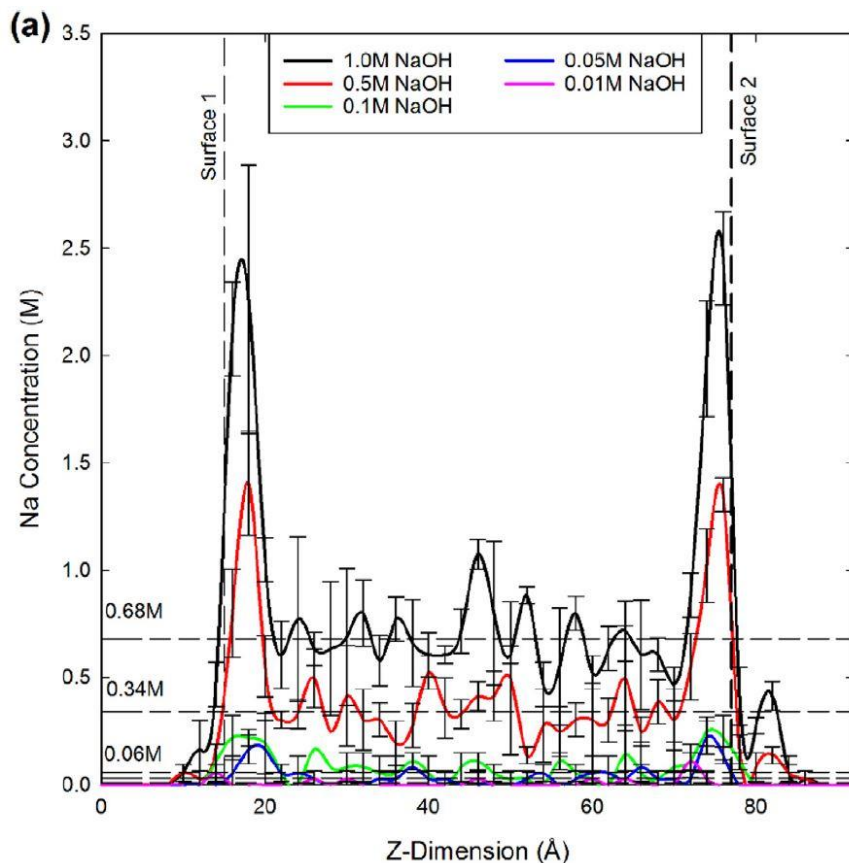 (a)
3.5
3.0
2.5
2.0
1.5
1.0
0.5
0.0
Na Concentration (M)
1.0M NaOH
0.5M NaOH
0.1M NaOH
0.05M NaOH
0.01M NaOH
Surface 1
Surface 2
0.68M
0.34M
0.06M
0
20
40
60
80
Z-Dimension (Å)